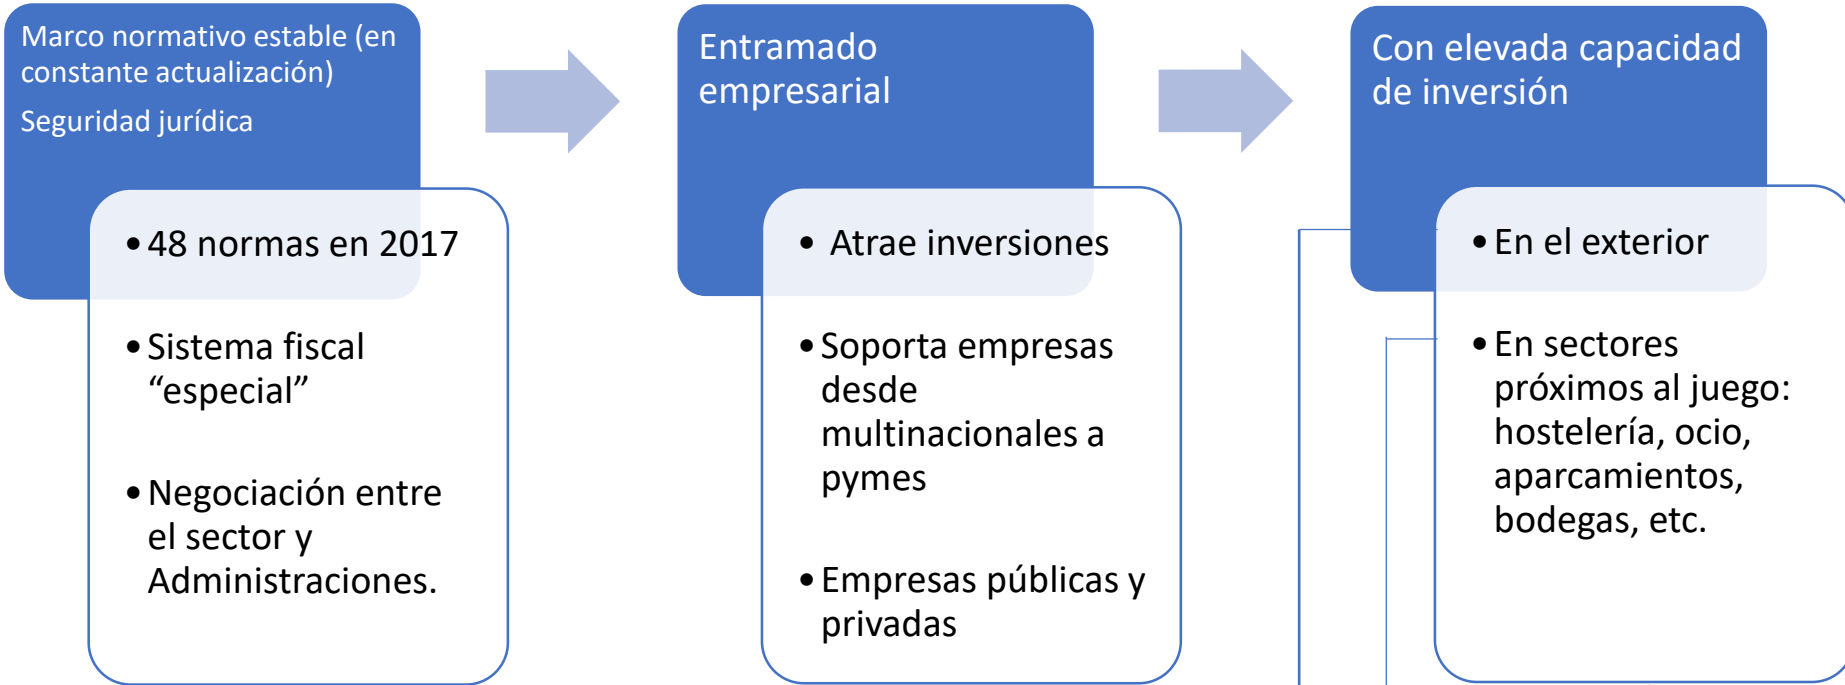 Marco normativo estable (en
constante actualización)
Seguridad jurídica
•48 normas en 2017
•Sistema fiscal
“especial”
•Negociación entre
el sector y
Administraciones.
Entramado
empresarial
• Atrae inversiones
•Soporta empresas
desde
multinacionales a
pymes
•Empresas públicas y
privadas
Con elevada capacidad
de inversión
•En el exterior
•En sectores
próximos al juego:
hostelería, ocio,
aparcamientos,
bodegas, etc.